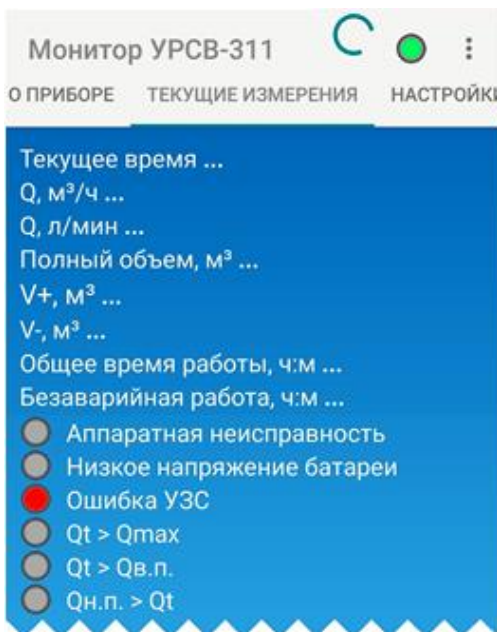 Монитор УРСВ-311
О ПРИБОРЕ ТЕКУЩИЕ ИЗМЕРЕНИЯ НАСТРОЙКИ
Текущее время ...
Q, м³/ч ...
Q, л/мин ...
Полный объем, м³ ...
V+, м³ ...
V-, м³ ...
Общее время работы, ч:м ...
Безаварийная работа, ч:м ...
Аппаратная неисправность
Низкое напряжение батареи
Ошибка УЗС
Qt > Qmax
Qt > Qв.п.
Qн.п. > Qt